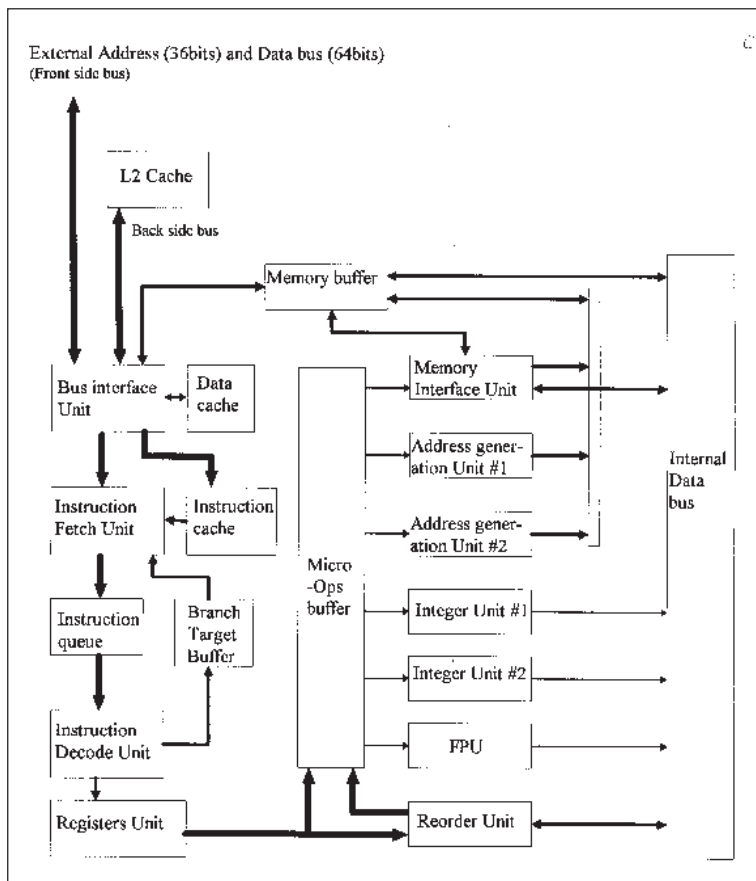 External Address (36bits) and Data bus (64bits)
(Front side bus)
L2 Cache
Back side bus
Memory buffer
Bus interface
Unit
Data
cache
Memory
Interface Unit
Address gener-
ation Unit #1
Internal
Data
bus
Instruction
Fetch Unit
Instruction
cache
Address gener-
ation Unit #2
Micro
-Ops
buffer
Instruction
queue
Branch
Target
Buffer
Integer Unit #1
Integer Unit #2
Instruction
Decode Unit
FPU
Registers Unit
Reorder Unit